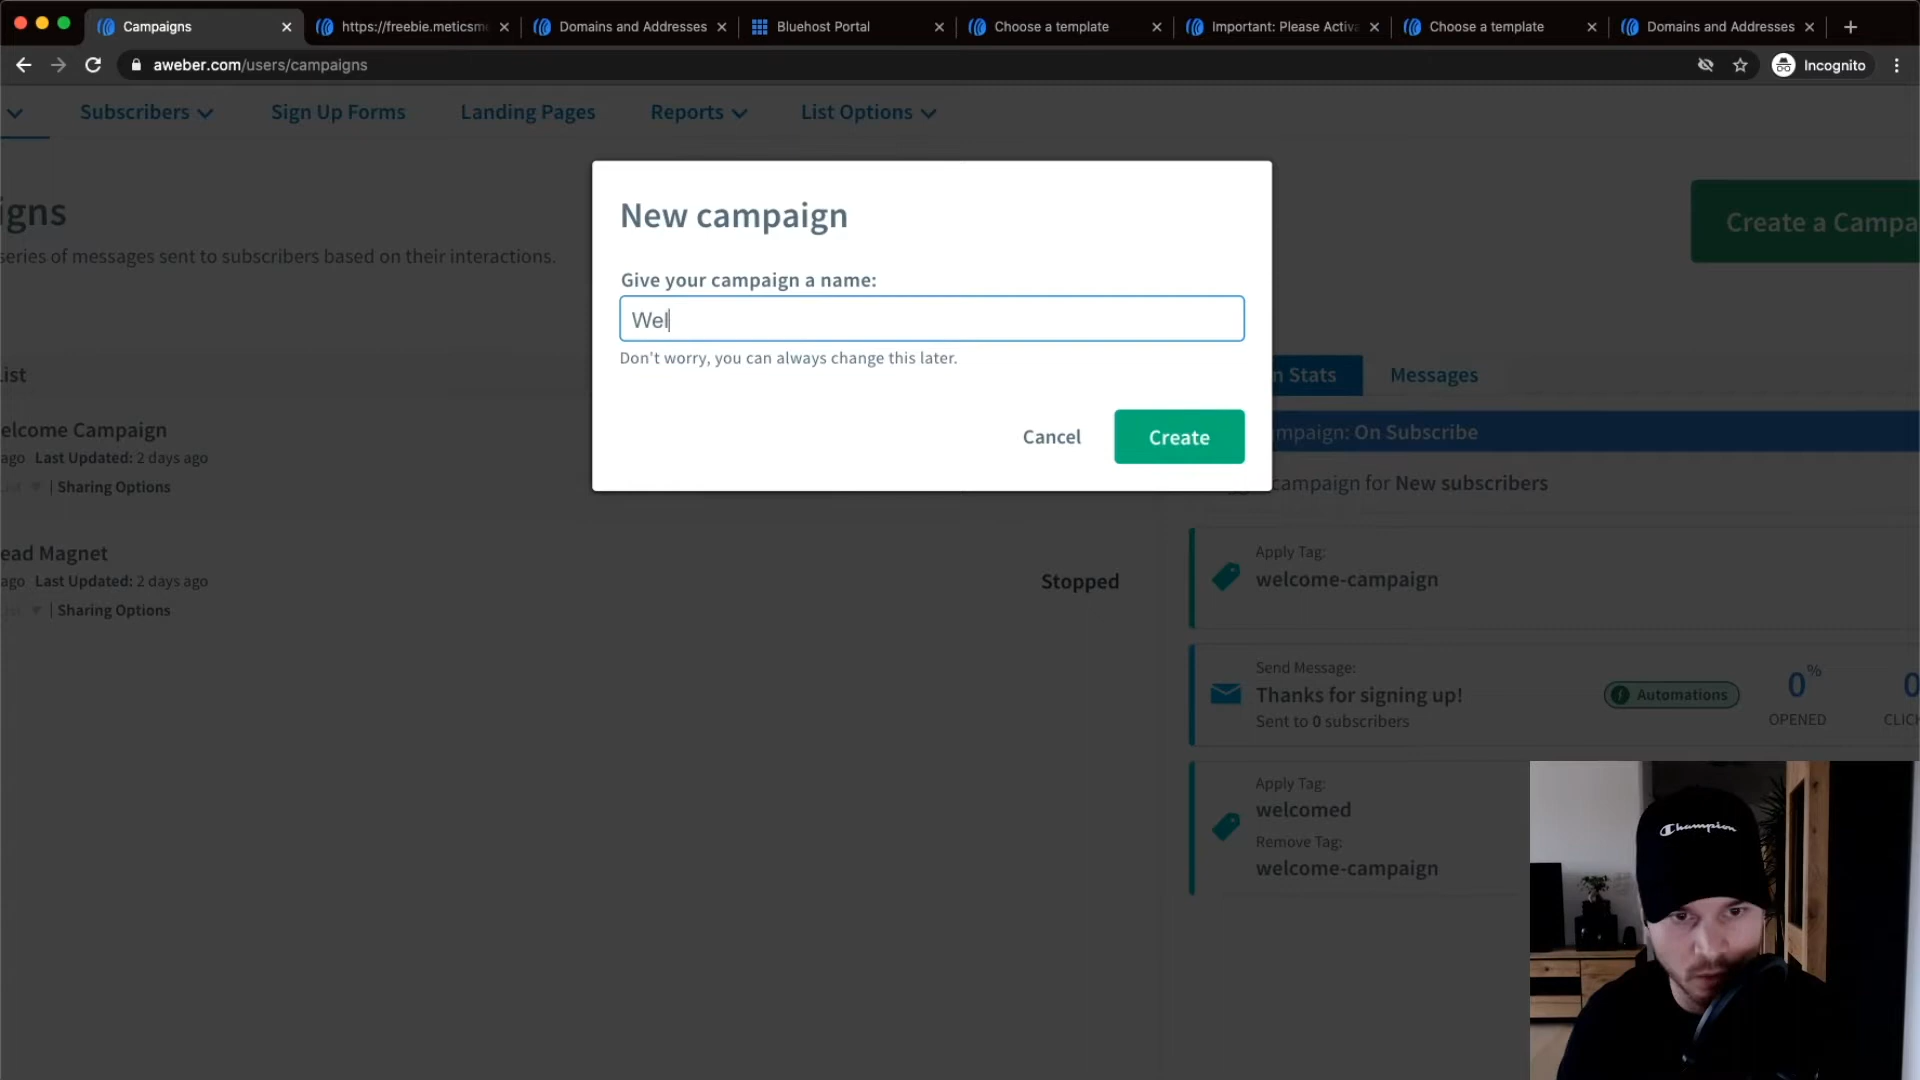 Campaigns
https://freebie.meticsme
Domains and Addresses
Bluehost Portal
Choose a template
Important: Please Activa
Choose a template
Domains and Addresses
aweber.com/users/campaigns
Incognito
Subscribers
Sign Up Forms
Landing Pages
Reports
List Options
igns
series of messages sent to subscribers based on their interactions.
Create a Campa
New campaign
Give your campaign a name:
Wel
Don't worry, you can always change this later.
Cancel
Create
List
n Stats
Messages
mpaign: On Subscribe
campaign for New subscribers
elcome Campaign
ago Last Updated: 2 days ago
| Sharing Options
ead Magnet
ago Last Updated: 2 days ago
| Sharing Options
Stopped
Apply Tag:
welcome-campaign
Send Message:
Thanks for signing up!
Sent to 0 subscribers
Automations
0%
OPENED
0
CLICK
Apply Tag:
welcomed
Remove Tag:
welcome-campaign
Champion